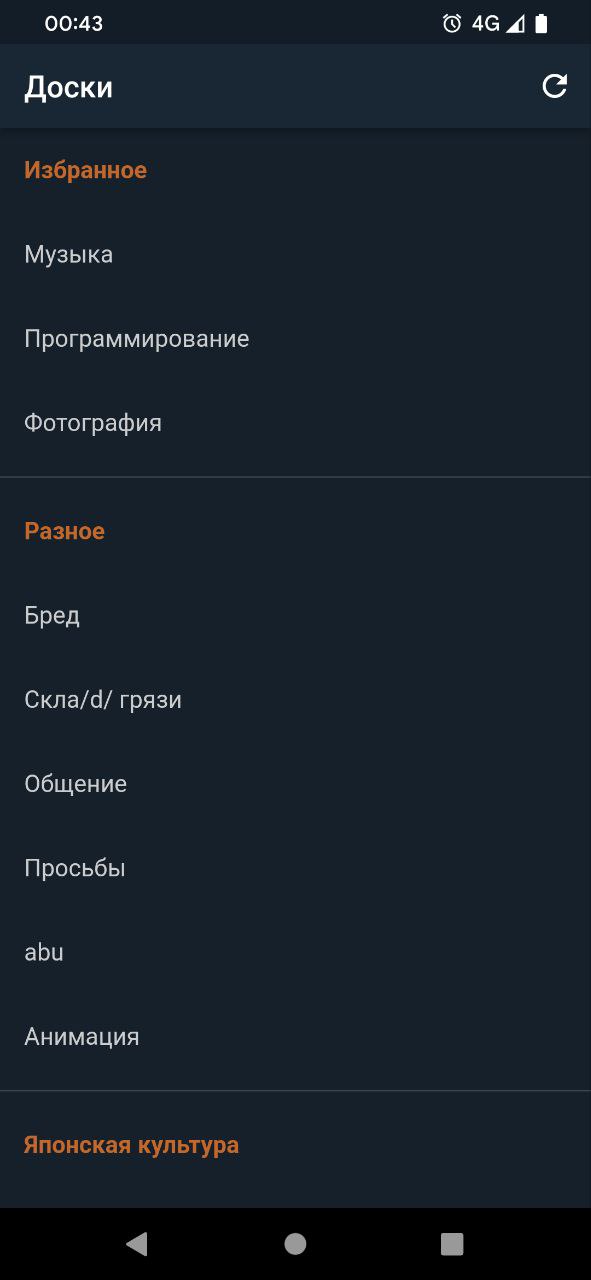 00:43
4G
Доски
Избранное
Музыка
Программирование
Фотография
Разное
Бред
Скла/d/ грязи
Общение
Просьбы
abu
Анимация
Японская культура